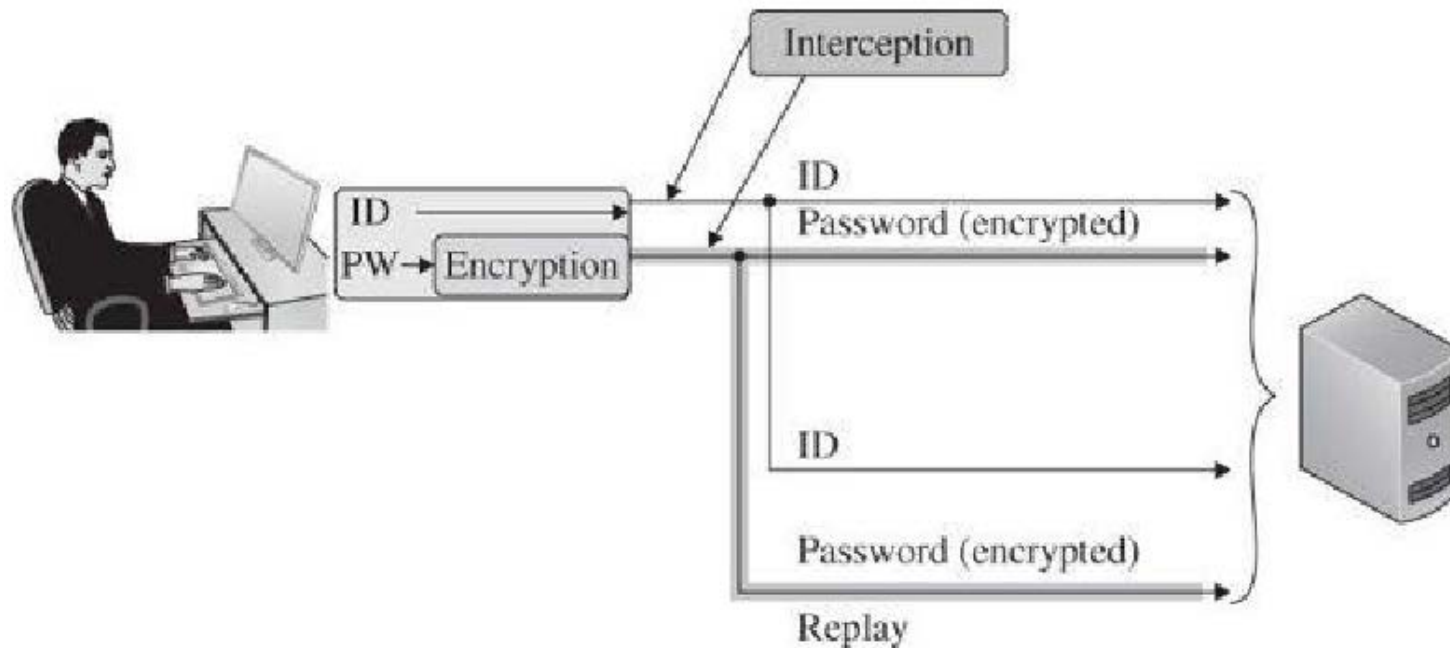 Interception
ID
PW
Encryption
ID
Password (encrypted)
ID
Password (encrypted)
Replay